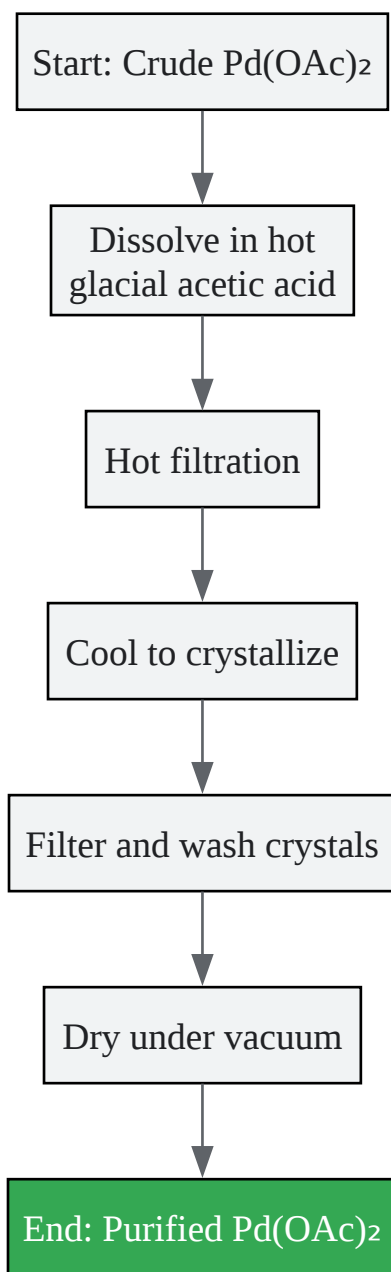 Start: Crude Pd(OAc)₂
Dissolve in hot
glacial acetic acid
Hot filtration
Cool to crystallize
Filter and wash crystals
Dry under vacuum
End: Purified Pd(OAc)₂